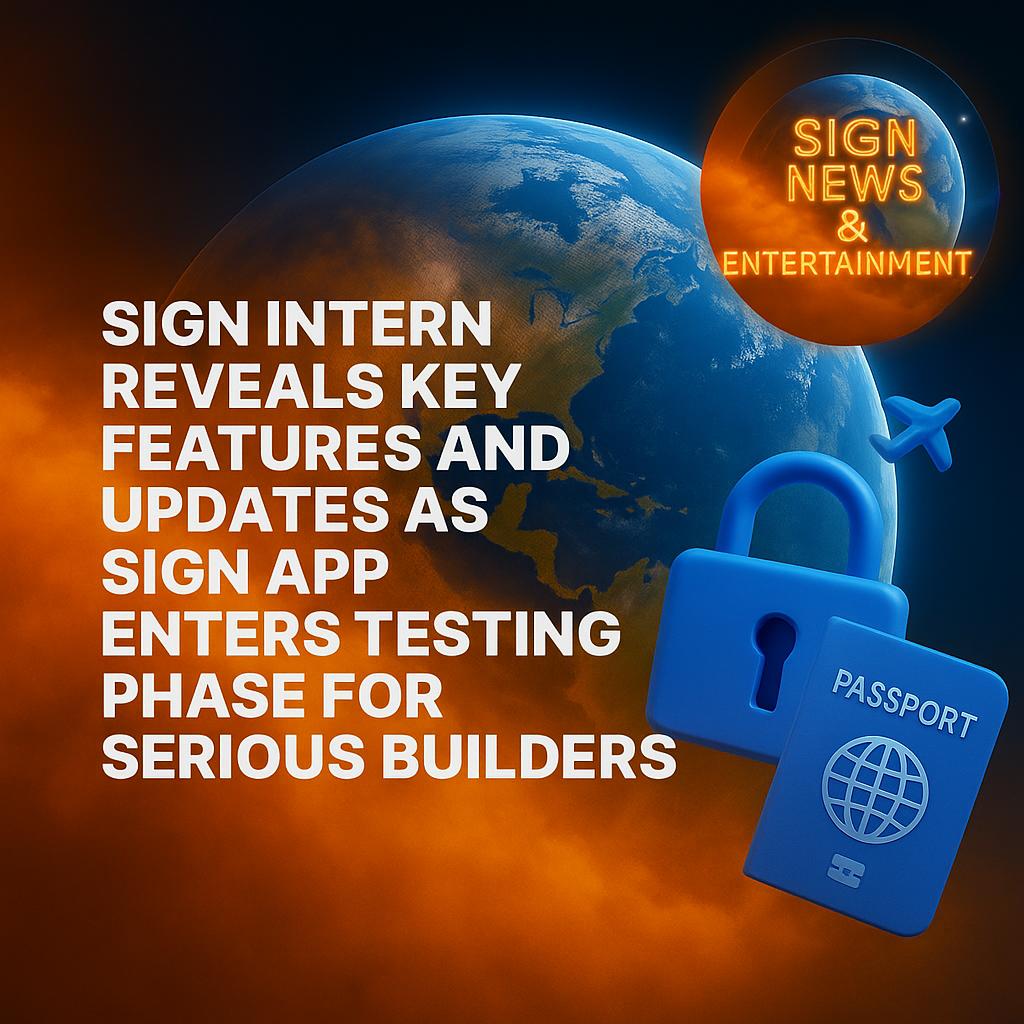 SIGN
NEWS
&
ENTERTAINMENT
SIGN INTERN
REVEALS KEY
FEATURES AND
UPDATES AS
SIGN APP
ENTERS TESTING
PHASE FOR
SERIOUS BUILDERS
PASSPORT